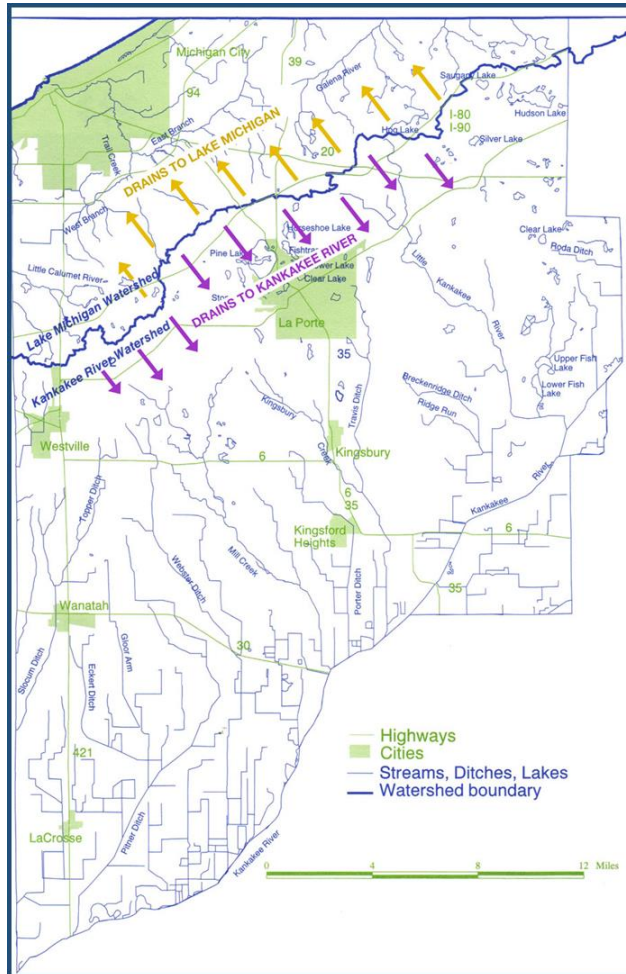 Michigan City
39
Galena River
Saugany Lake
94
I-80
I-90
Hudson Lake
East Branch
Hog Lake
Silver Lake
Trail Creek
20
DRAINS TO LAKE MICHIGAN
West Branch
Horseshoe Lake
Clear Lake
Roda Ditch
Pine Lake
Little Calumet River
Lake Michigan Watershed
Clear Lake
DRAINS TO KANKAKEE RIVER
Little
Kankakee
River
La Porte
Kankakee River Watershed
35
Upper Fish
Lake
Lower Fish
Lake
Breckenridge Ditch
Ridge Run
Travis Ditch
Kingsbury
Creek
Westville
Kingsbury
6
River
Kankakee
6
35
Topper Ditch
Kingsford
Heights
6
Mill Creek
Webster Ditch
Porter Ditch
35
Wanatah
30
Gloor Arm
Slocum Ditch
Eckert Ditch
421
Highways
Cities
Streams, Ditches, Lakes
Watershed boundary
LaCrosse
Pitner Ditch
Kankakee River
0 4 8 12 Miles